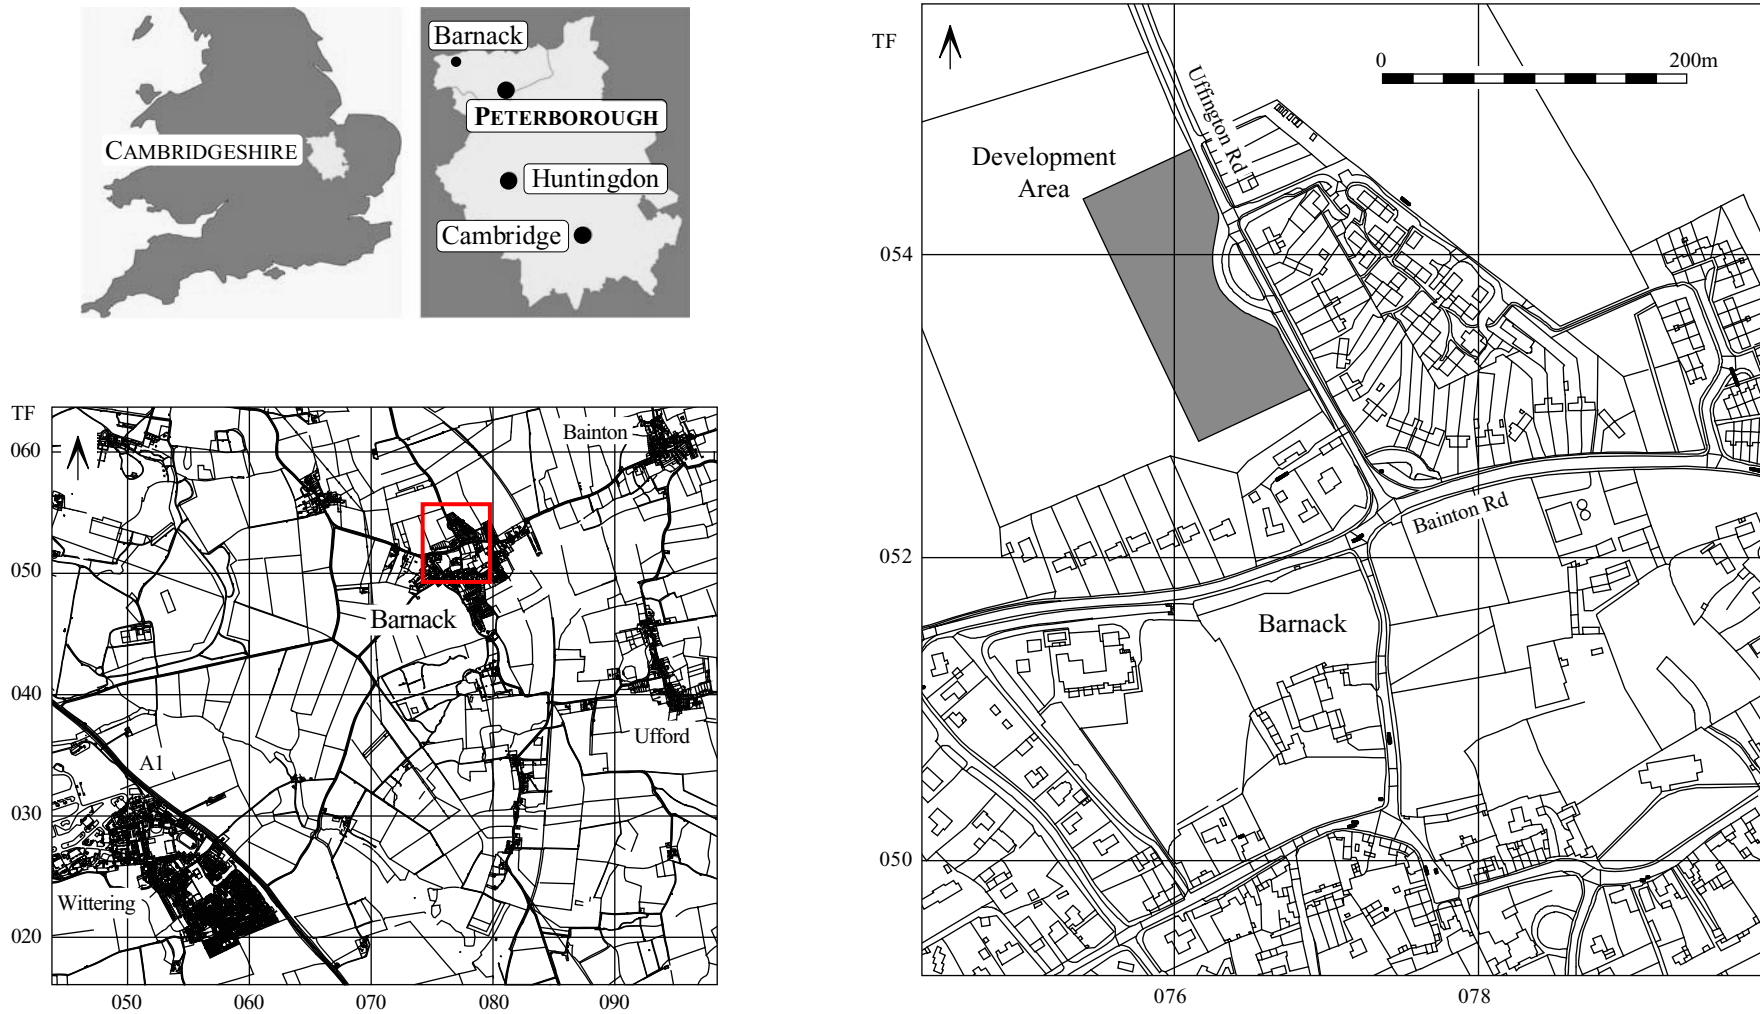 CAMBRIDGESHIRE
Barnack
PETERBOROUGH
Huntingdon
Cambridge
TF
060
050
040
030
020
050
060
070
080
090
Bainton
Barnack
Ufford
A1
Wittering
TF
0
200m
Uffington Rd
Development
Area
054
052
050
Bainton Rd
Barnack
076
078